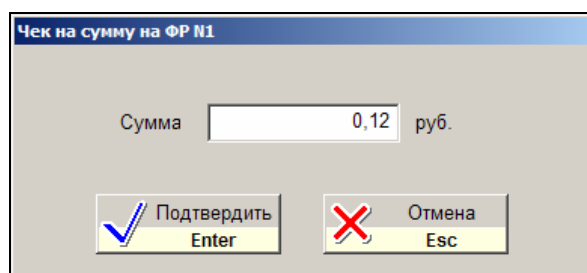 Чек на сумму на ФР N1
Сумма 0,12 руб.
Подтвердить Отмена
Enter Esc